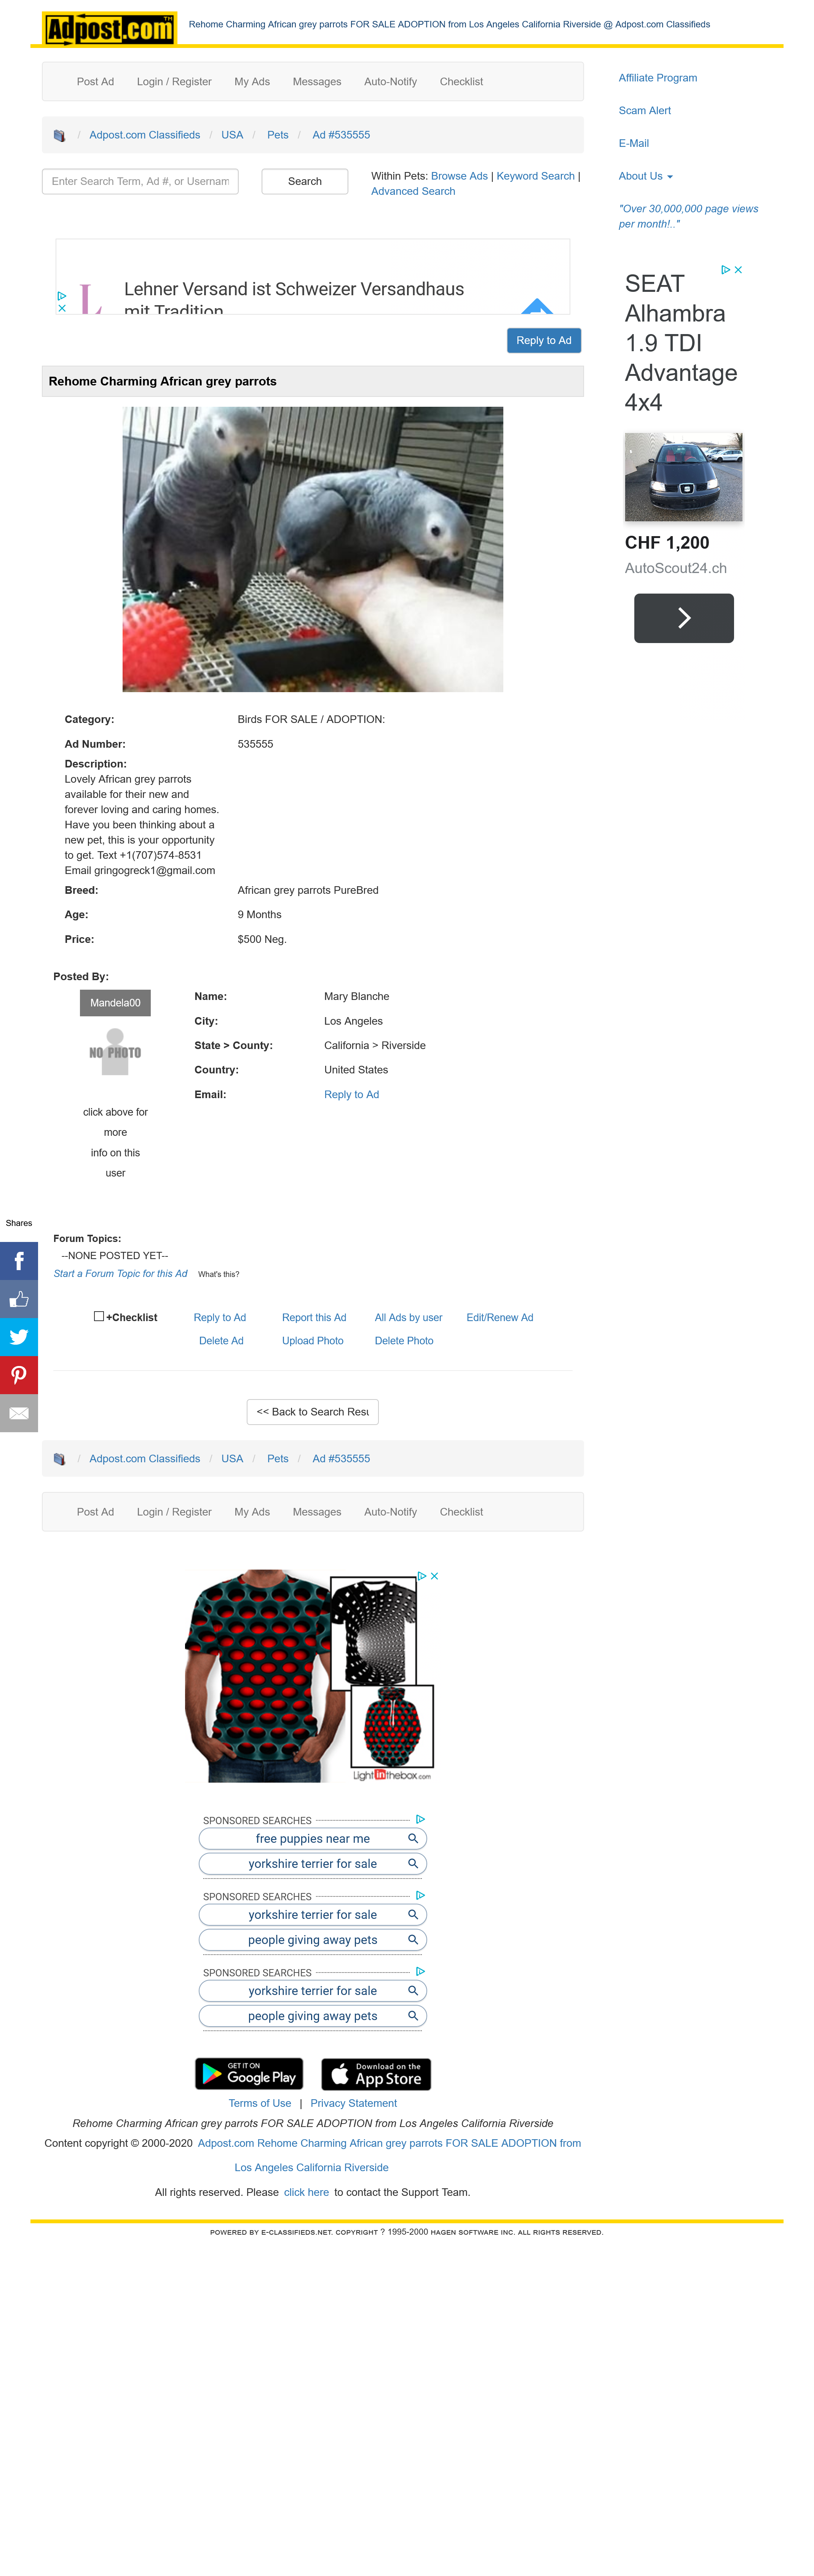 Adpost.com™
Rehome Charming African grey parrots FOR SALE ADOPTION from Los Angeles California Riverside @ Adpost.com Classifieds
Post Ad Login / Register My Ads Messages Auto-Notify Checklist
Affiliate Program
Scam Alert
E-Mail
About Us
"Over 30,000,000 page views
per month!.."
/ Adpost.com Classifieds / USA / Pets / Ad #535555
Enter Search Term, Ad #, or Usernam
Search
Within Pets: Browse Ads | Keyword Search |
Advanced Search
L
Lehner Versand ist Schweizer Versandhaus
mit Tradition
Reply to Ad
SEAT
Alhambra
1.9 TDI
Advantage
4x4
CHF 1,200
AutoScout24.ch
Rehome Charming African grey parrots
Category: Birds FOR SALE / ADOPTION:
Ad Number: 535555
Description:
Lovely African grey parrots
available for their new and
forever loving and caring homes.
Have you been thinking about a
new pet, this is your opportunity
to get. Text +1(707)574-8531
Email gringogreck1@gmail.com
Breed: African grey parrots PureBred
Age: 9 Months
Price: $500 Neg.
Posted By:
Mandela00
NO PHOTO
click above for
more
info on this
user
Name: Mary Blanche
City: Los Angeles
State > County: California > Riverside
Country: United States
Email: Reply to Ad
Shares
Forum Topics:
--NONE POSTED YET--
Start a Forum Topic for this Ad What's this?
+Checklist Reply to Ad Report this Ad All Ads by user Edit/Renew Ad
Delete Ad Upload Photo Delete Photo
<< Back to Search Resu
/ Adpost.com Classifieds / USA / Pets / Ad #535555
Post Ad Login / Register My Ads Messages Auto-Notify Checklist
Lightinthebox.com
SPONSORED SEARCHES
free puppies near me
yorkshire terrier for sale
SPONSORED SEARCHES
yorkshire terrier for sale
people giving away pets
SPONSORED SEARCHES
yorkshire terrier for sale
people giving away pets
GET IT ON
Google Play
Download on the
App Store
Terms of Use | Privacy Statement
Rehome Charming African grey parrots FOR SALE ADOPTION from Los Angeles California Riverside
Content copyright © 2000-2020 Adpost.com Rehome Charming African grey parrots FOR SALE ADOPTION from
Los Angeles California Riverside
All rights reserved. Please click here to contact the Support Team.
POWERED BY E-CLASSIFIEDS.NET. COPYRIGHT ? 1995-2000 HAGEN SOFTWARE INC. ALL RIGHTS RESERVED.